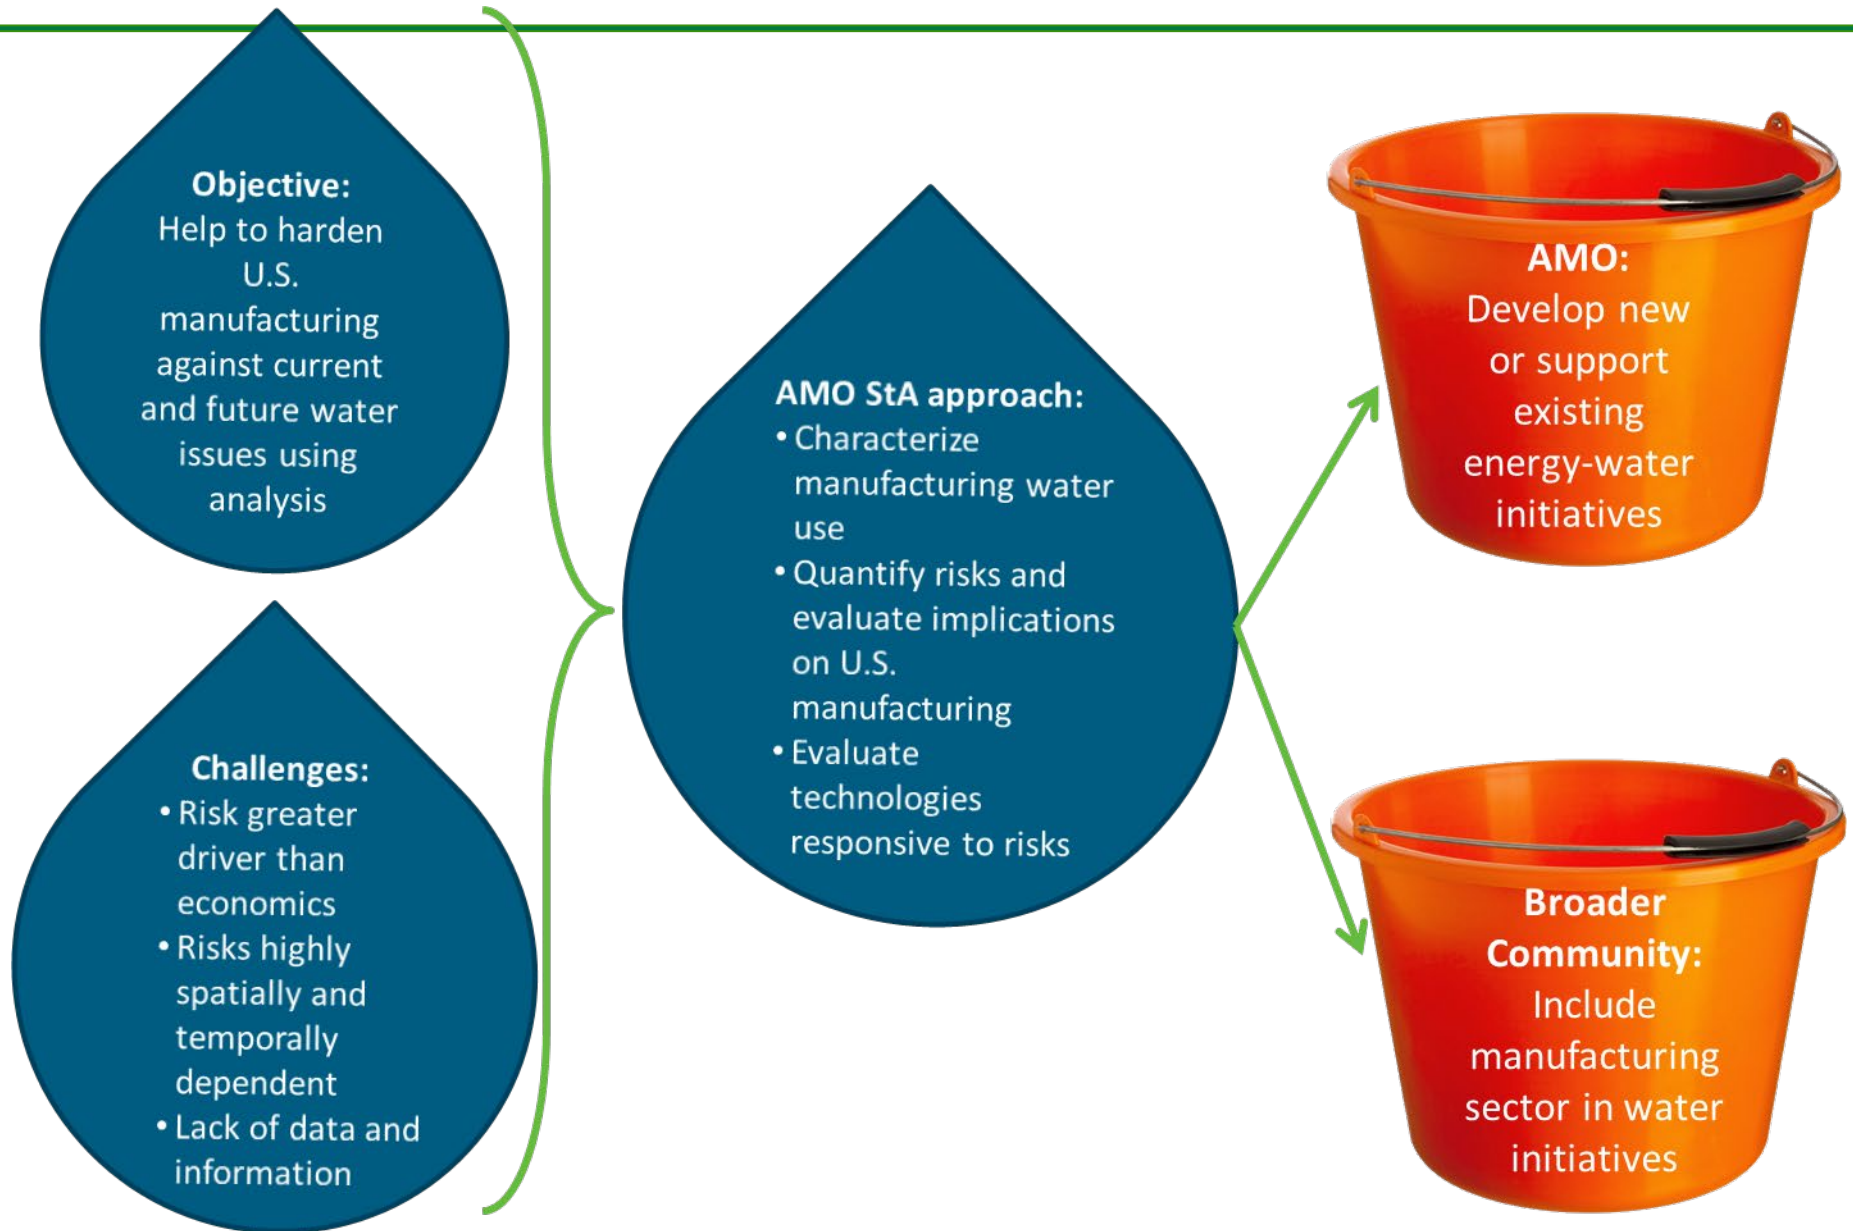 Objective:
Help to harden
U.S.
manufacturing
against current
and future water
issues using
analysis
Challenges:
• Risk greater
driver than
economics
• Risks highly
spatially and
temporally
dependent
• Lack of data and
information
AMO StA approach:
• Characterize
manufacturing water
use
• Quantify risks and
evaluate implications
on U.S.
manufacturing
• Evaluate
technologies
responsive to risks
AMO:
Develop new
or support
existing
energy-water
initiatives
Broader
Community:
Include
manufacturing
sector in water
initiatives